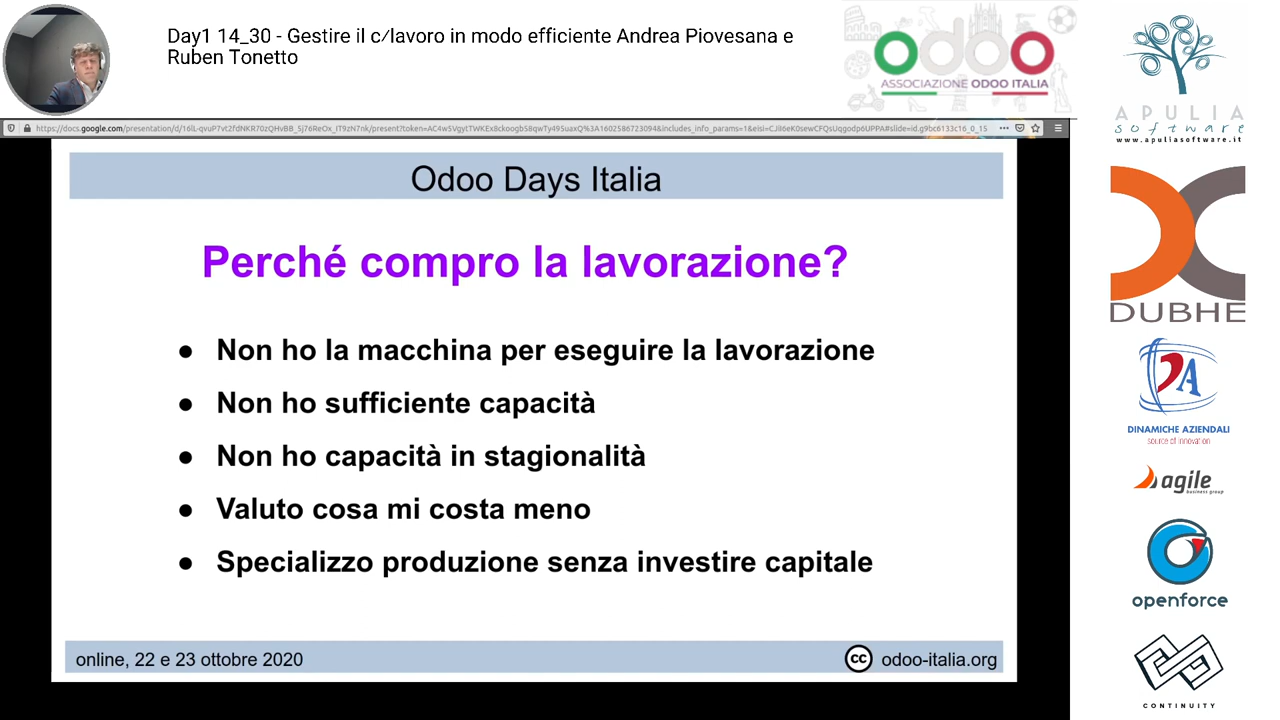 Day1 14_30 - Gestire il c/lavoro in modo efficiente Andrea Piovesana e
Ruben Tonetto
odoo
ASSOCIAZIONE ODOO ITALIA
APULIA
software
www.apuliasoftware.it
Odoo Days Italia
Perché compro la lavorazione?
● Non ho la macchina per eseguire la lavorazione
● Non ho sufficiente capacità
● Non ho capacità in stagionalità
● Valuto cosa mi costa meno
● Specializzo produzione senza investire capitale
online, 22 e 23 ottobre 2020
cc odoo-italia.org
DUBHE
DA
DINAMICHE AZIENDALI
source of innovation
agile
business group
openforce
CONTINUITY